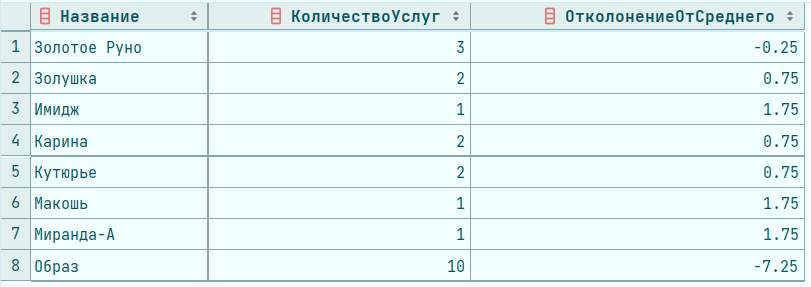 Название КоличествоУслуг ОтколонениеОтСреднего
1 Золотое Руно 3 -0.25
2 Золушка 2 0.75
3 Имидж 1 1.75
4 Карина 2 0.75
5 Кутюрье 2 0.75
6 Макошь 1 1.75
7 Миранда-А 1 1.75
8 Образ 10 -7.25